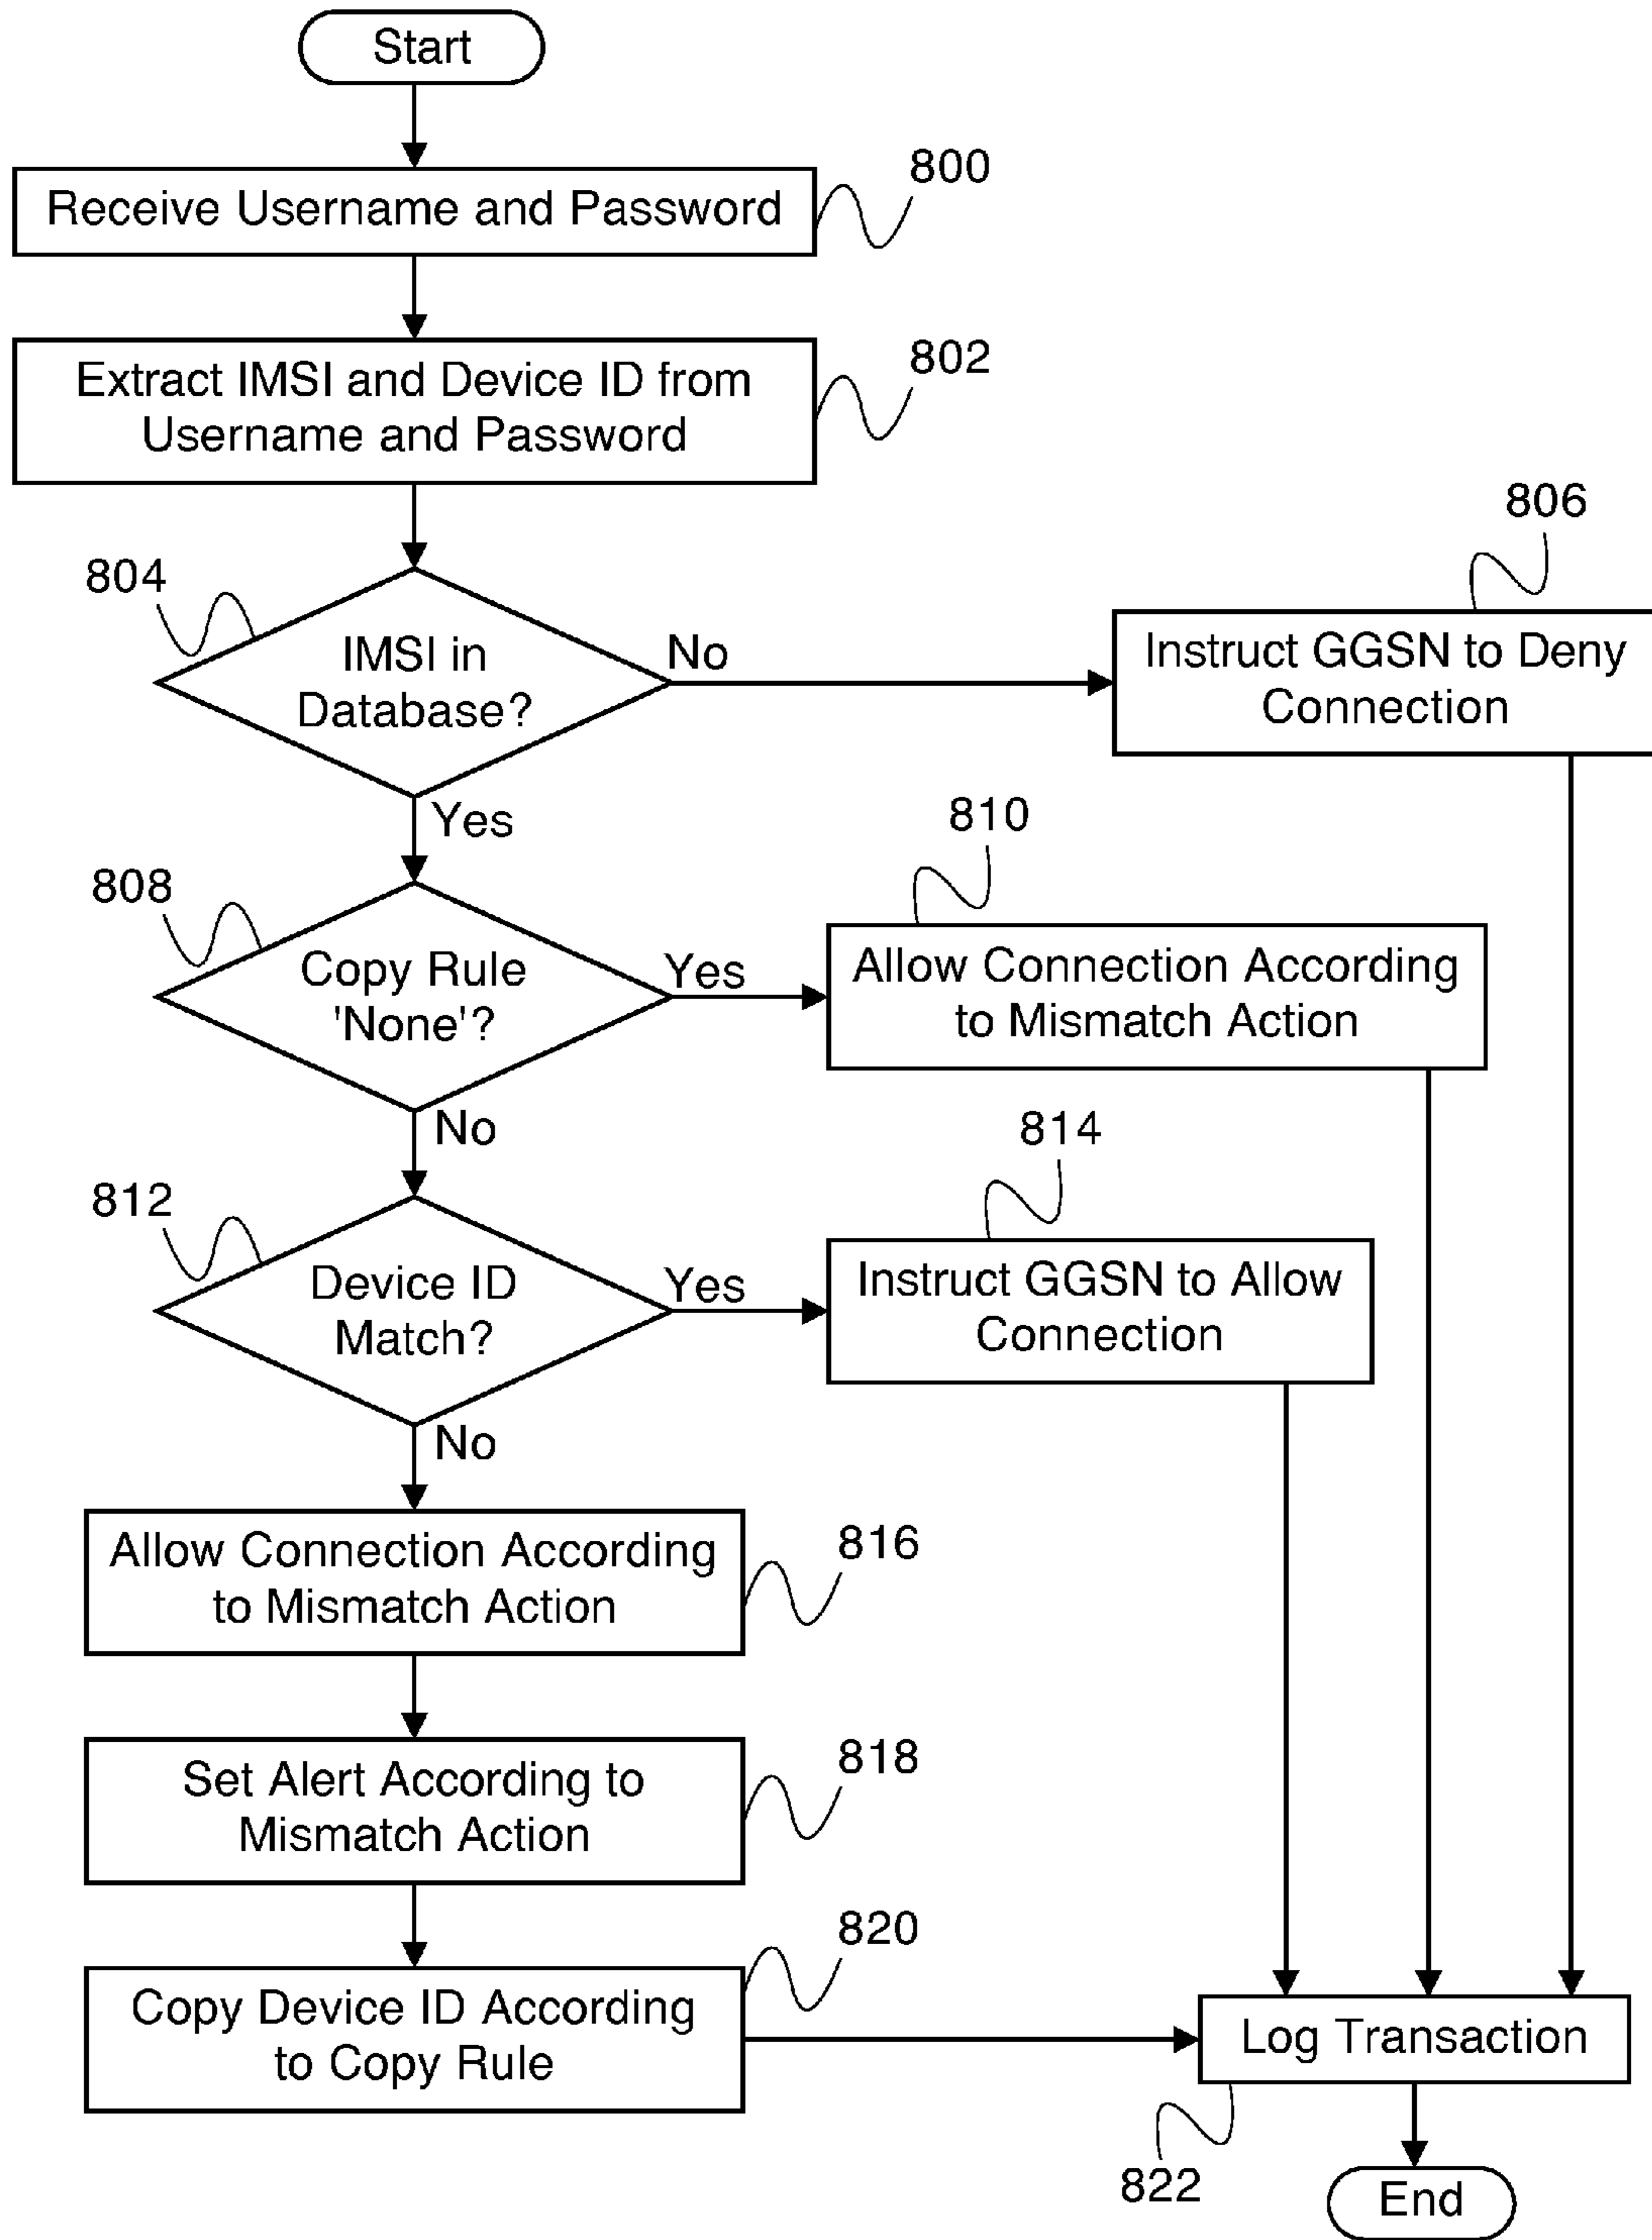 Start
800
Receive Username and Password
802
Extract IMSI and Device ID from
Username and Password
806
804
IMSI in
Database?
No
Instruct GGSN to Deny
Connection
Yes
810
808
Copy Rule
'None'?
Yes
Allow Connection According
to Mismatch Action
No
814
812
Device ID
Match?
Yes
Instruct GGSN to Allow
Connection
No
816
Allow Connection According
to Mismatch Action
818
Set Alert According to
Mismatch Action
820
Copy Device ID According
to Copy Rule
Log Transaction
822
End